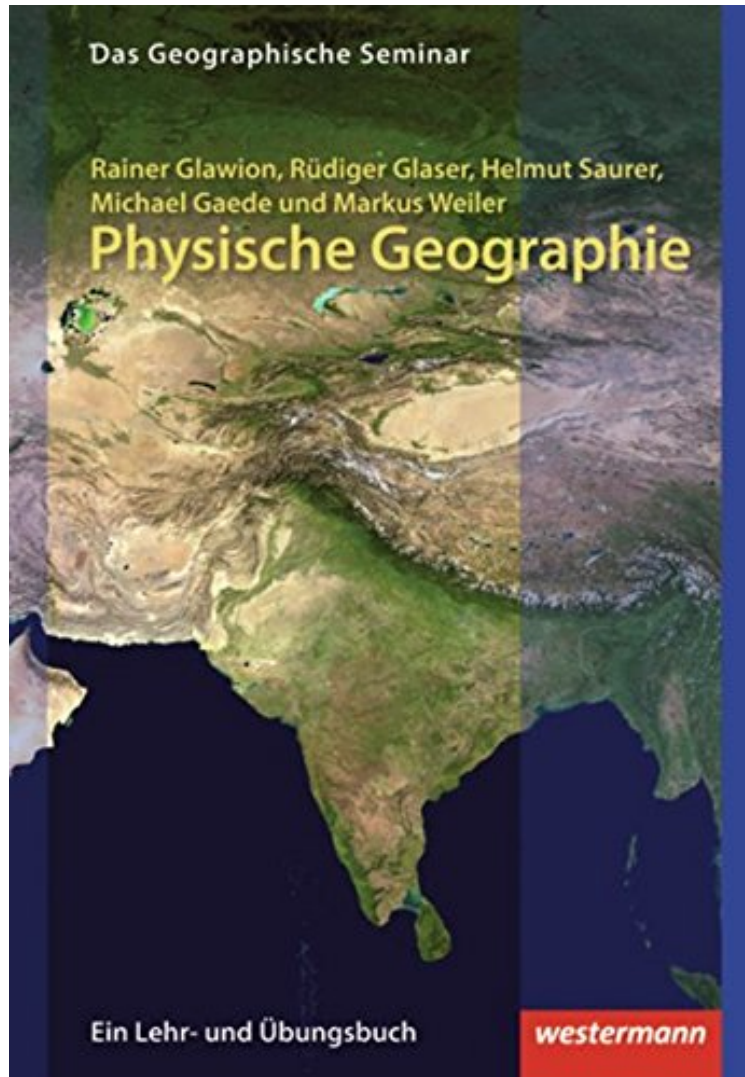 Das Geographische Seminar
Rainer Glawion, Rüdiger Glaser, Helmut Saurer,
Michael Gaede und Markus Weiler
Physische Geographie
Ein Lehr- und Übungsbuch
westermann